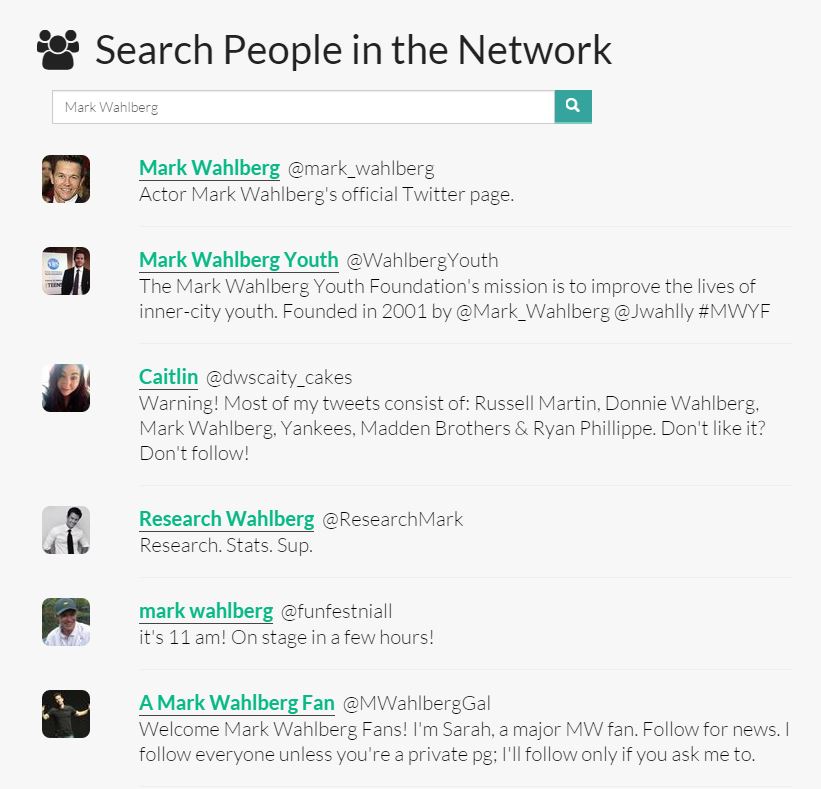 Search People in the Network
Mark Wahlberg
Mark Wahlberg @mark_wahlberg
Actor Mark Wahlberg's official Twitter page.
Mark Wahlberg Youth @WahlbergYouth
The Mark Wahlberg Youth Foundation's mission is to improve the lives of
inner-city youth. Founded in 2001 by @Mark_Wahlberg @Jwahlly #MWYF
Caitlin @dwscaity_cakes
Warning! Most of my tweets consist of: Russell Martin, Donnie Wahlberg,
Mark Wahlberg, Yankees, Madden Brothers & Ryan Phillippe. Don't like it?
Don't follow!
Research Wahlberg @ResearchMark
Research. Stats. Sup.
mark wahlberg @funfestniall
it's 11 am! On stage in a few hours!
A Mark Wahlberg Fan @MWahlbergGal
Welcome Mark Wahlberg Fans! I'm Sarah, a major MW fan. Follow for news. I
follow everyone unless you're a private pg; I'll follow only if you ask me to.